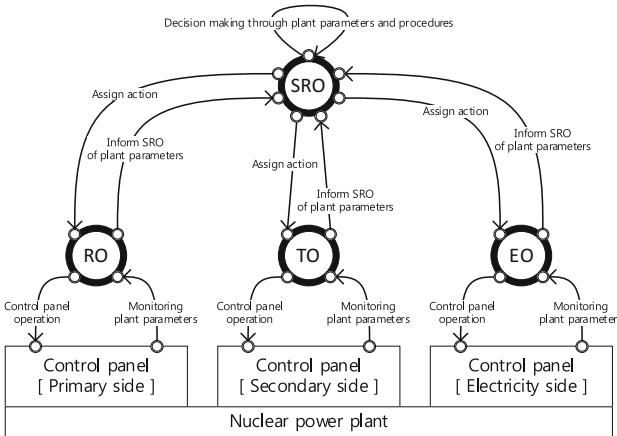 Decision making through plant parameters and procedures
SRO
Assign action
Assign action
Inform SRO
of plant parameters
Inform SRO
of plant parameters
Assign action
Inform SRO
of plant parameters
RO
TO
EO
Control panel
operation
Monitoring
plant parameters
Control panel
operation
Monitoring
plant parameters
Control panel
operation
Monitoring
plant parameter
Control panel
[ Primary side ]
Control panel
[ Secondary side ]
Control panel
[ Electricity side ]
Nuclear power plant